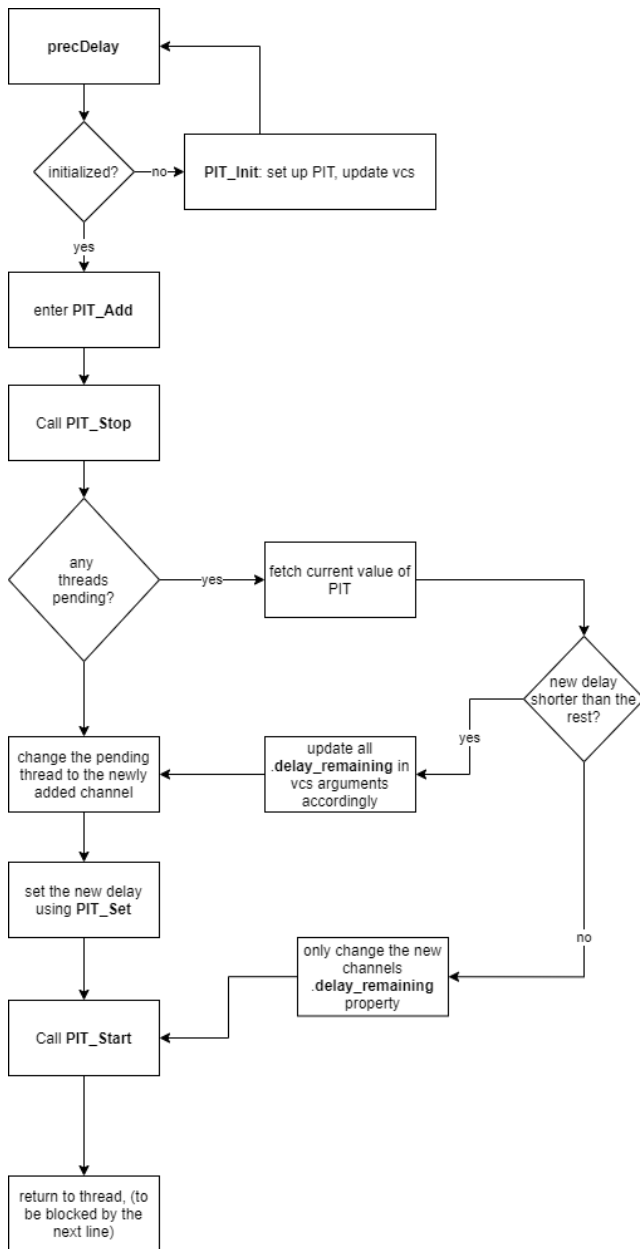 precDelay
initialized?
no
PIT_Init: set up PIT, update vcs
yes
enter PIT_Add
Call PIT_Stop
any
threads
pending?
yes
fetch current value of
PIT
new delay
shorter than the
rest?
yes
update all
.delay_remaining in
vcs arguments
accordingly
change the pending
thread to the newly
added channel
set the new delay
using PIT_Set
no
only change the new
channels
.delay_remaining
property
Call PIT_Start
return to thread, (to
be blocked by the
next line)